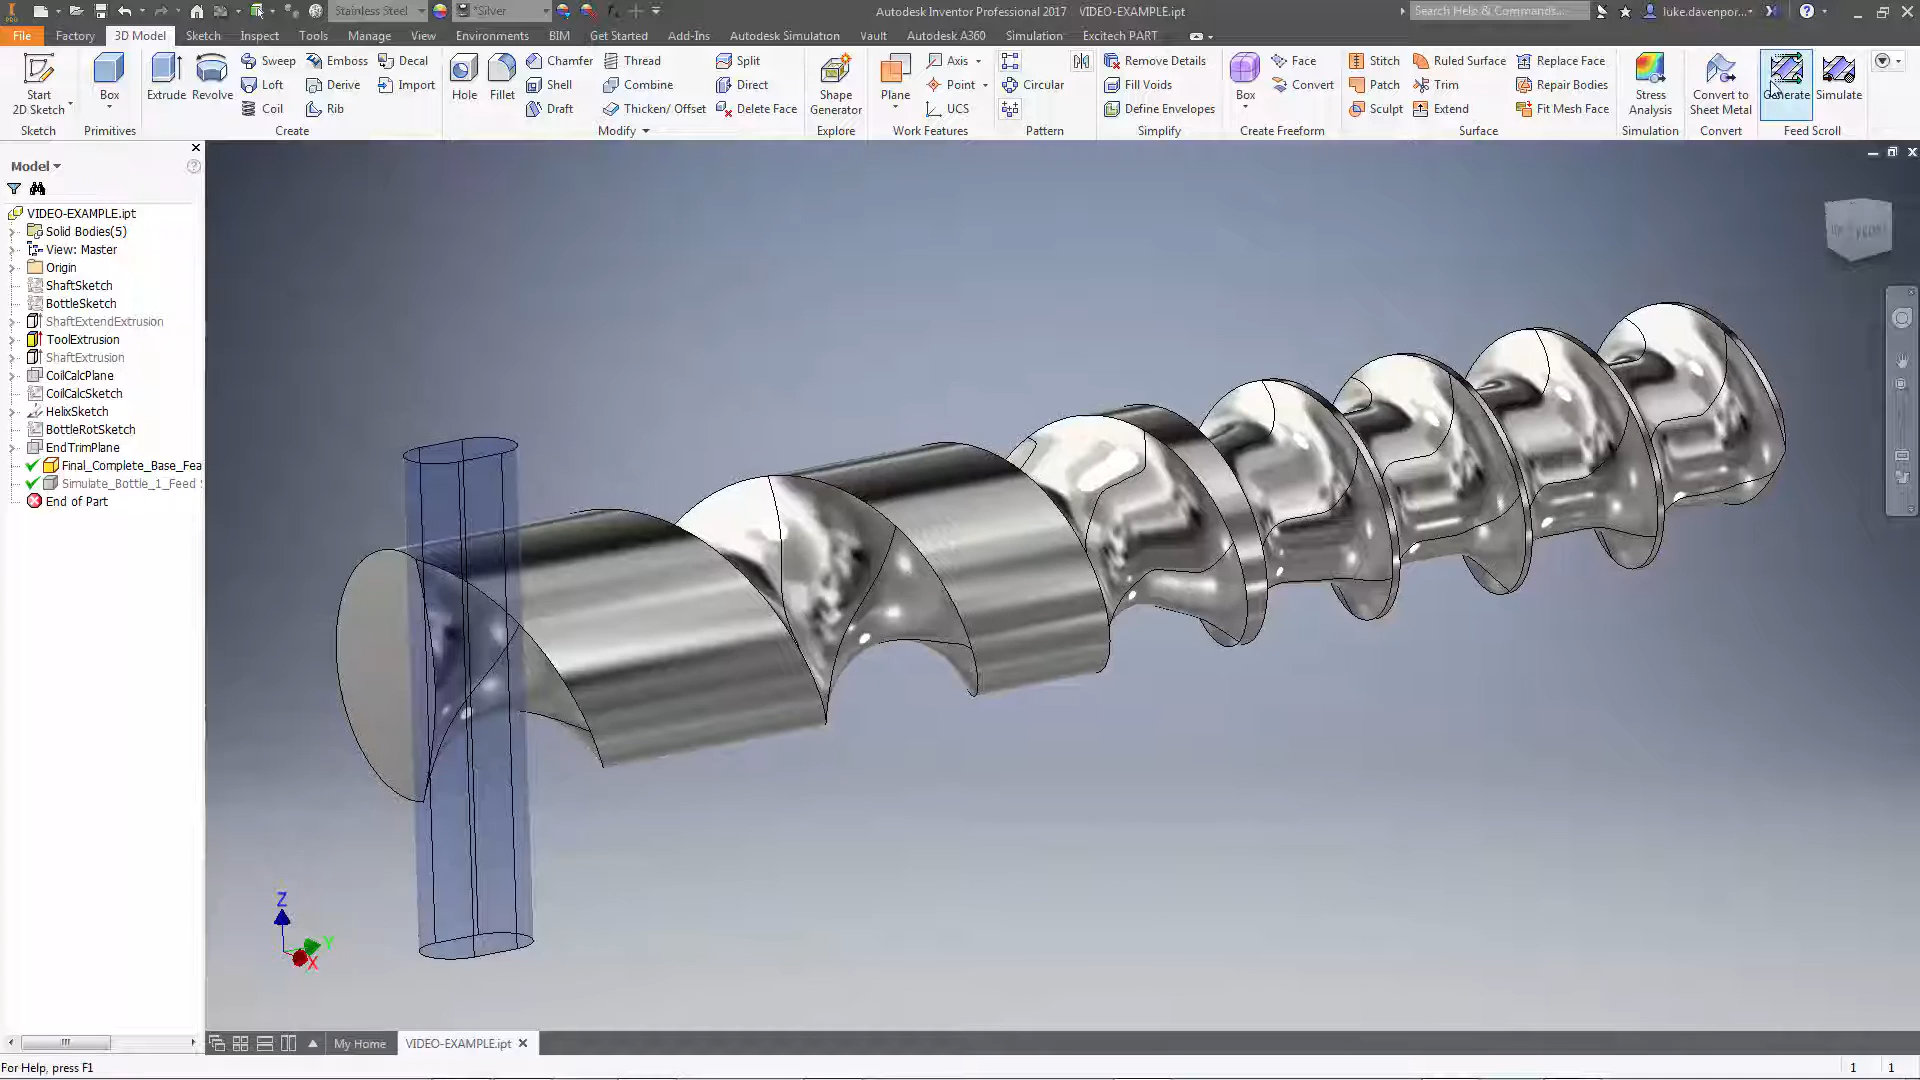 Stainless Steel
*Silver
Autodesk Inventor Professional 2017 VIDEO-EXAMPLE.ipt
Search Help & Commands...
luke.davenpor...
PRO
File Factory 3D Model Sketch Inspect Tools Manage View Environments BIM Get Started Add-Ins Autodesk Simulation Vault Autodesk A360 Simulation Excitech PART
Sweep Emboss Decal Chamfer Thread Split Axis Remove Details Face Stitch Ruled Surface Replace Face
Start 2D Sketch Box Extrude Revolve Loft Derive Import Hole Fillet Shell Combine Direct Shape Generator Plane Point Circular Fill Voids Box Convert Patch Trim Repair Bodies Stress Analysis Convert to Sheet Metal Generate Simulate
Coil Rib Draft Thicken/ Offset Delete Face UCS Define Envelopes Sculpt Extend Fit Mesh Face
Sketch Primitives Create Modify Explore Work Features Pattern Simplify Create Freeform Surface Simulation Convert Feed Scroll
Model
VIDEO-EXAMPLE.ipt
Solid Bodies(5)
View: Master
Origin
ShaftSketch
BottleSketch
ShaftExtendExtrusion
ToolExtrusion
ShaftExtrusion
CoilCalcPlane
CoilCalcSketch
HelixSketch
BottleRotSketch
EndTrimPlane
Final_Complete_Base_Fea
Simulate_Bottle_1_Feed
End of Part
FRONT
Z
Y
X
My Home VIDEO-EXAMPLE.ipt
For Help, press F1
1 1